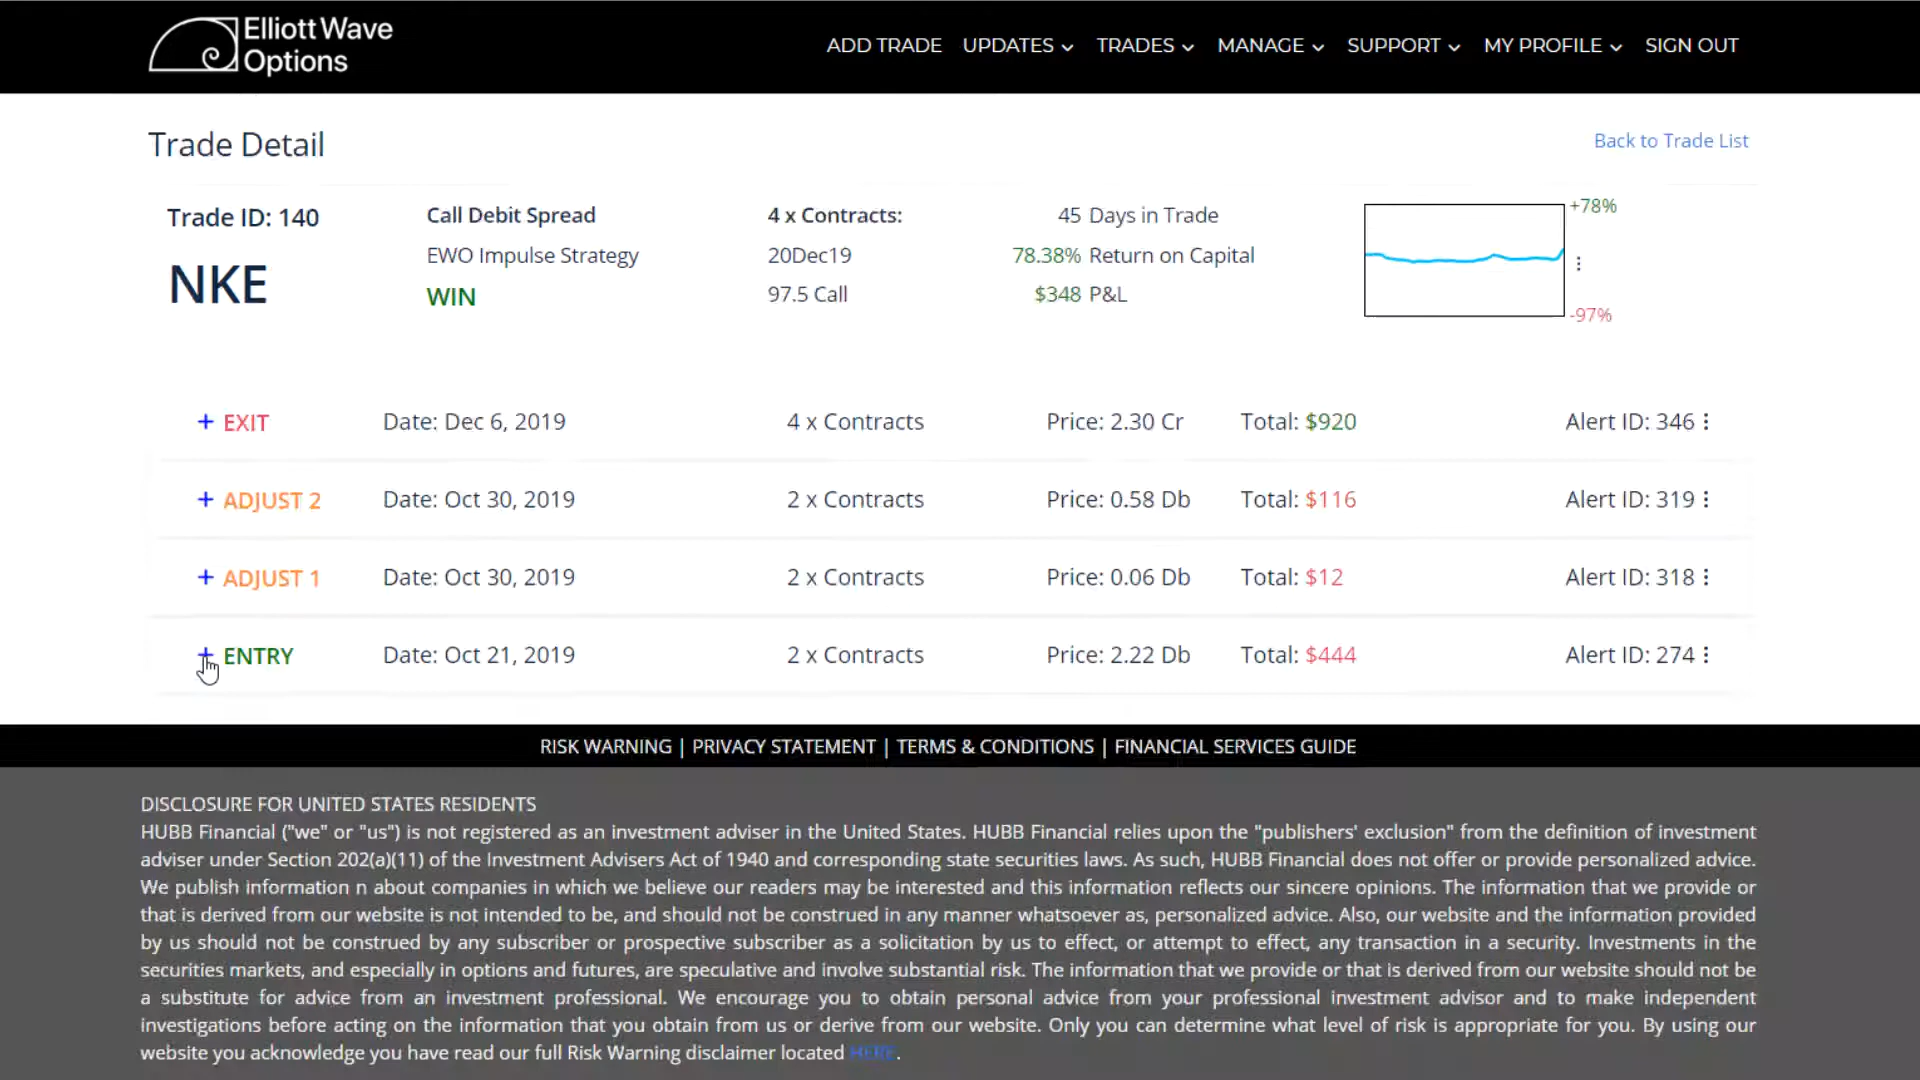 Elliott Wave
Options
ADD TRADE UPDATES TRADES MANAGE SUPPORT MY PROFILE SIGN OUT
Trade Detail
Back to Trade List
Trade ID: 140
NKE
Call Debit Spread
EWO Impulse Strategy
WIN
4 x Contracts:
20Dec19
97.5 Call
45 Days in Trade
78.38% Return on Capital
$348 P&L
+78%
-97%
+ EXIT Date: Dec 6, 2019 4 x Contracts Price: 2.30 Cr Total: $920 Alert ID: 346
+ ADJUST 2 Date: Oct 30, 2019 2 x Contracts Price: 0.58 Db Total: $116 Alert ID: 319
+ ADJUST 1 Date: Oct 30, 2019 2 x Contracts Price: 0.06 Db Total: $12 Alert ID: 318
+ ENTRY Date: Oct 21, 2019 2 x Contracts Price: 2.22 Db Total: $444 Alert ID: 274
RISK WARNING | PRIVACY STATEMENT | TERMS & CONDITIONS | FINANCIAL SERVICES GUIDE
DISCLOSURE FOR UNITED STATES RESIDENTS
HUBB Financial ("we" or "us") is not registered as an investment adviser in the United States. HUBB Financial relies upon the "publishers' exclusion" from the definition of investment
adviser under Section 202(a)(11) of the Investment Advisers Act of 1940 and corresponding state securities laws. As such, HUBB Financial does not offer or provide personalized advice.
We publish information n about companies in which we believe our readers may be interested and this information reflects our sincere opinions. The information that we provide or
that is derived from our website is not intended to be, and should not be construed in any manner whatsoever as, personalized advice. Also, our website and the information provided
by us should not be construed by any subscriber or prospective subscriber as a solicitation by us to effect, or attempt to effect, any transaction in a security. Investments in the
securities markets, and especially in options and futures, are speculative and involve substantial risk. The information that we provide or that is derived from our website should not be
a substitute for advice from an investment professional. We encourage you to obtain personal advice from your professional investment advisor and to make independent
investigations before acting on the information that you obtain from us or derive from our website. Only you can determine what level of risk is appropriate for you. By using our
website you acknowledge you have read our full Risk Warning disclaimer located HERE.